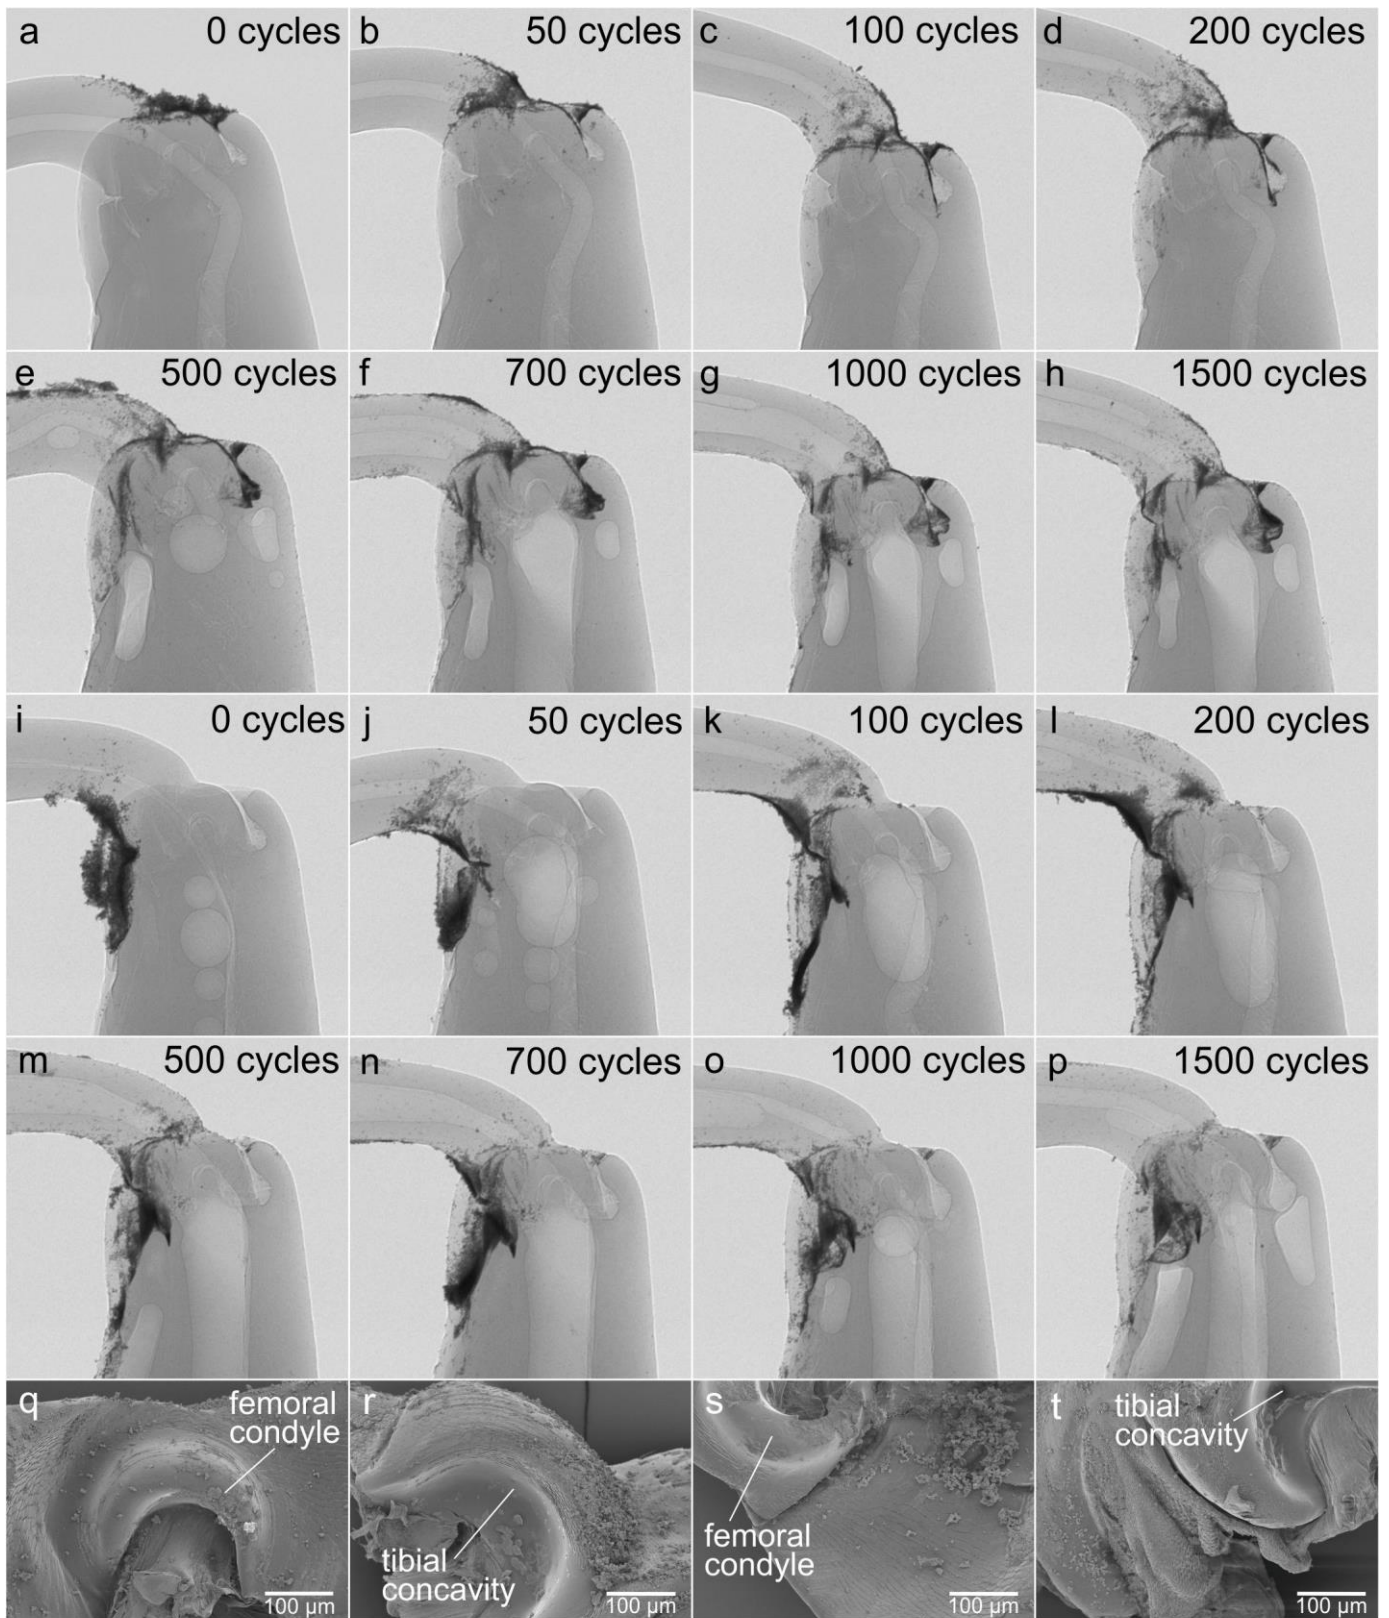 a 0 cycles
b 50 cycles
c 100 cycles
d 200 cycles
e 500 cycles
f 700 cycles
g 1000 cycles
h 1500 cycles
i 0 cycles
j 50 cycles
k 100 cycles
l 200 cycles
m 500 cycles
n 700 cycles
o 1000 cycles
p 1500 cycles
q
femoral
condyle
100 µm
r
tibial
concavity
100 µm
s
femoral
condyle
100 µm
t
tibial
concavity
100 µm